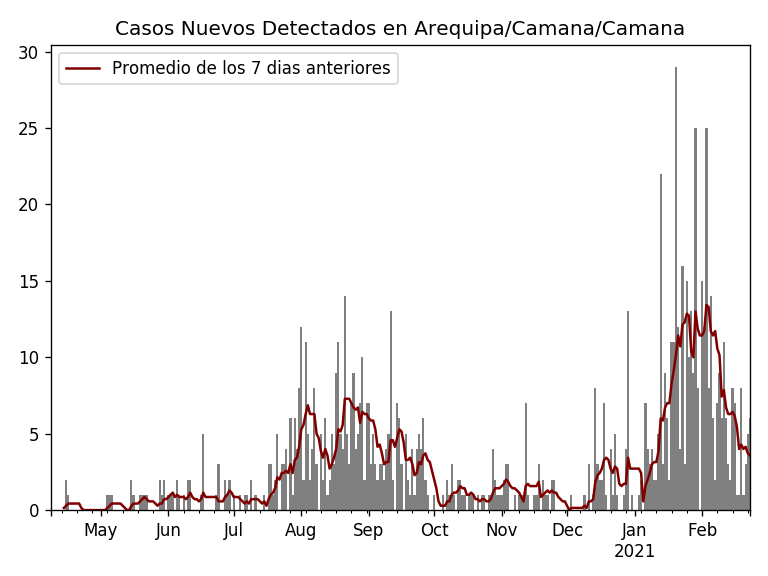 Casos Nuevos Detectados en Arequipa/Camana/Camana
Promedio de los 7 dias anteriores
30
25
20
15
10
5
0
May Jun Jul Aug Sep Oct Nov Dec Jan Feb
2021